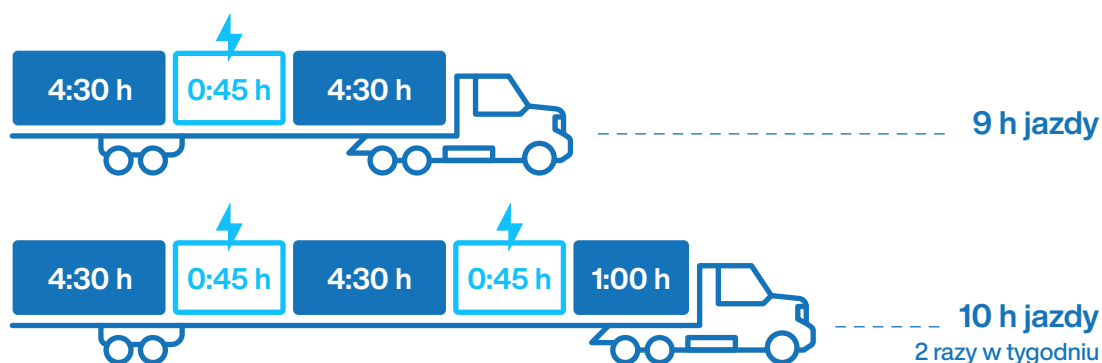 4:30 h 0:45 h 4:30 h
9 h jazdy
4:30 h 0:45 h 4:30 h 0:45 h 1:00 h
10 h jazdy
2 razy w tygodniu